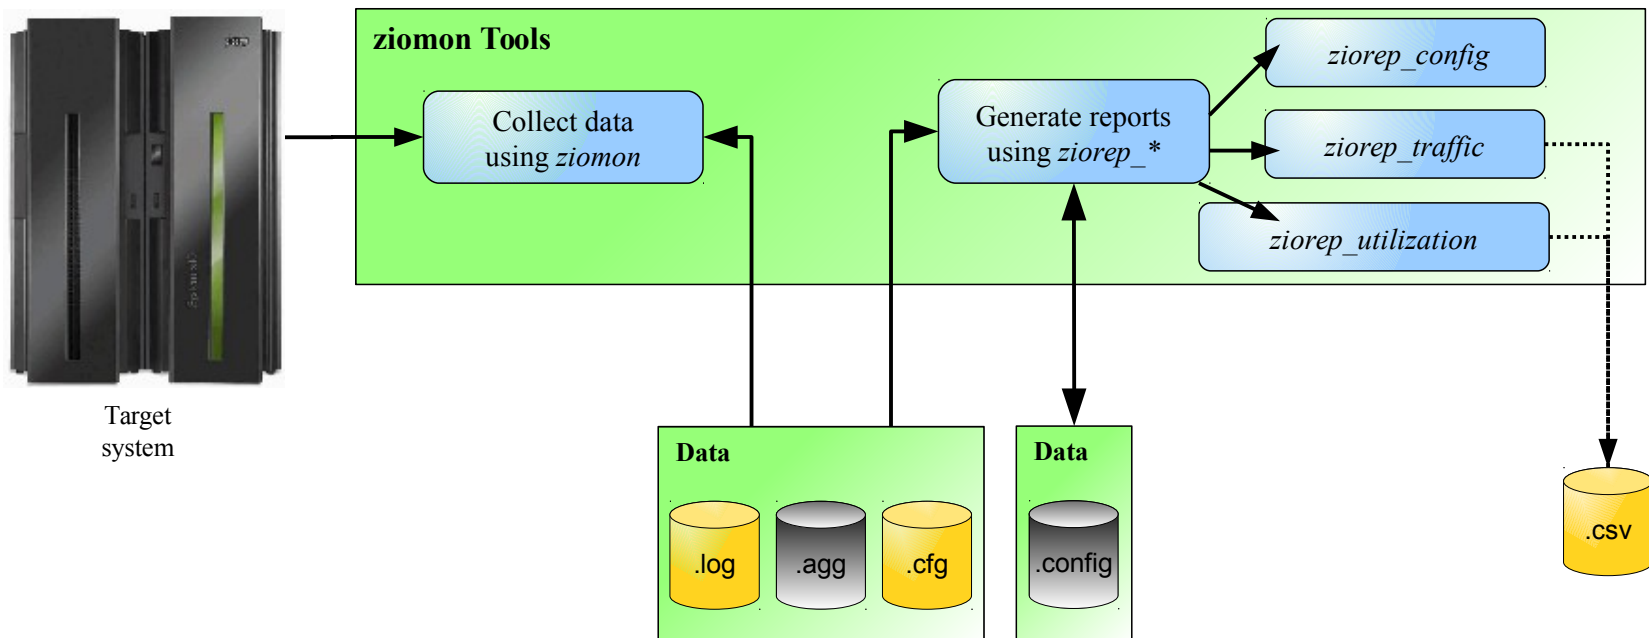 ziomon Tools
Collect data
using ziomon
Generate reports
using ziorep_*
ziorep_config
ziorep_traffic
ziorep_utilization
Target
system
Data
.log
.agg
.cfg
Data
.config
.csv